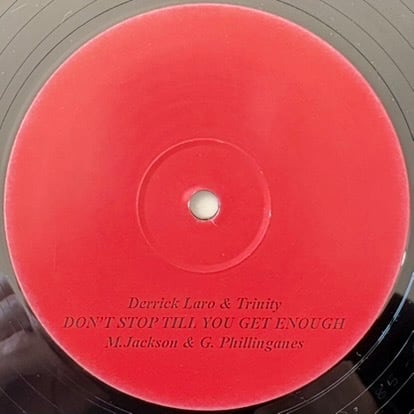 Derrick Laro & Trinity
DON'T STOP TILL YOU GET ENOUGH
M.Jackson & G. Phillinganes